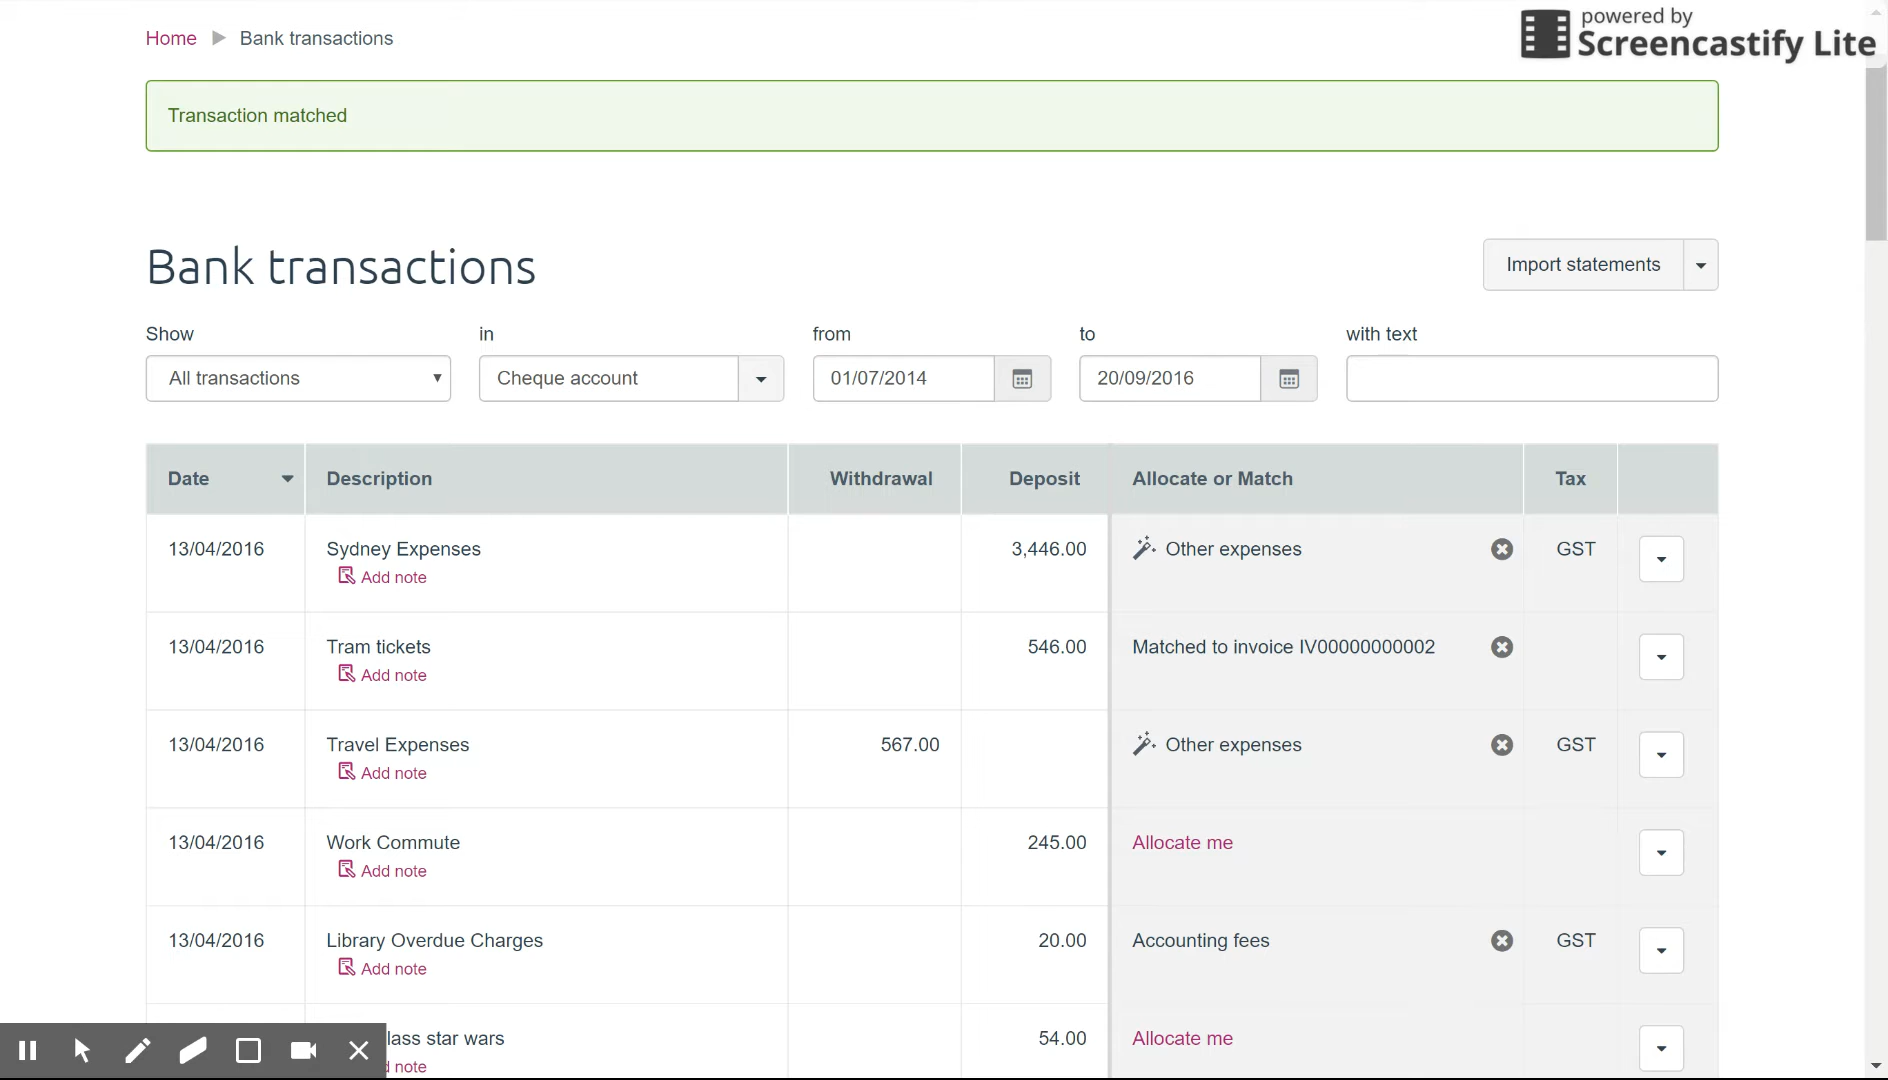 powered by
Screencastify Lite
Home Bank transactions
Transaction matched
Bank transactions
Import statements
Show in from to with text
All transactions Cheque account 01/07/2014 20/09/2016
Date Description Withdrawal Deposit Allocate or Match Tax
13/04/2016 Sydney Expenses 3,446.00 Other expenses GST
Add note
13/04/2016 Tram tickets 546.00 Matched to invoice IV00000000002
Add note
13/04/2016 Travel Expenses 567.00 Other expenses GST
Add note
13/04/2016 Work Commute 245.00 Allocate me
Add note
13/04/2016 Library Overdue Charges 20.00 Accounting fees GST
Add note
lass star wars 54.00 Allocate me
note